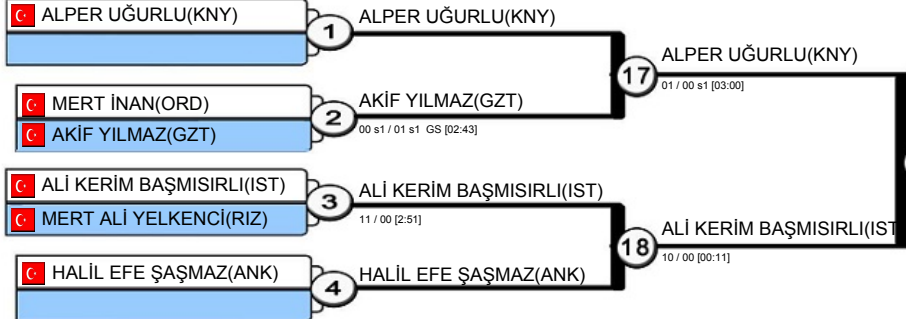 ALPER UĞURLU(KNY)
1
ALPER UĞURLU(KNY)
17
ALPER UĞURLU(KNY)
01 / 00 s1 [03:00]
MERT İNAN(ORD)
AKİF YILMAZ(GZT)
2
AKİF YILMAZ(GZT)
00 s1 / 01 s1 GS [02:43]
ALİ KERİM BAŞMISIRLI(IST)
MERT ALİ YELKENCİ(RIZ)
3
ALİ KERİM BAŞMISIRLI(IST)
11 / 00 [2:51]
18
ALİ KERİM BAŞMISIRLI(IST
10 / 00 [00:11]
HALİL EFE ŞAŞMAZ(ANK)
4
HALİL EFE ŞAŞMAZ(ANK)